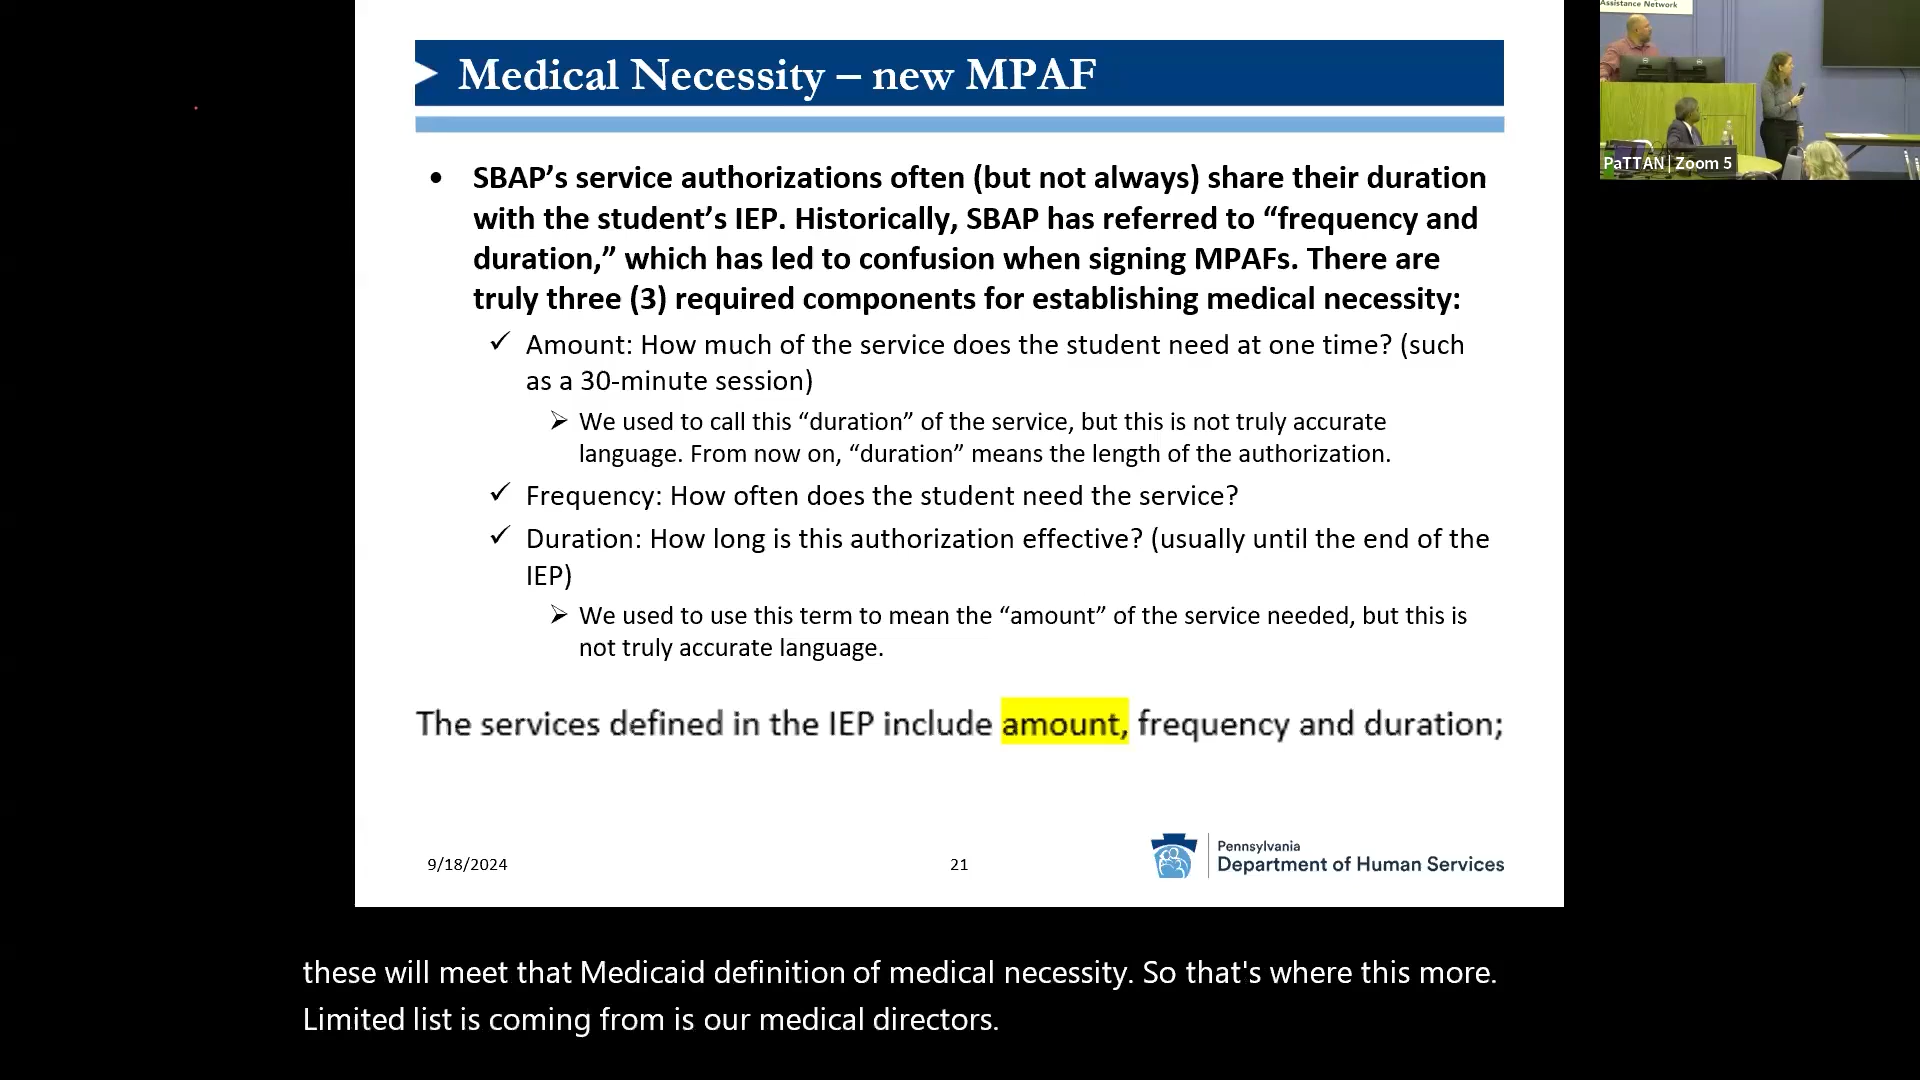 Assistance Network
Medical Necessity – new MPAF
• SBAP’s service authorizations often (but not always) share their duration
with the student’s IEP. Historically, SBAP has referred to “frequency and
duration,” which has led to confusion when signing MPAFs. There are
truly three (3) required components for establishing medical necessity:
✓ Amount: How much of the service does the student need at one time? (such
as a 30-minute session)
➢ We used to call this “duration” of the service, but this is not truly accurate
language. From now on, “duration” means the length of the authorization.
✓ Frequency: How often does the student need the service?
✓ Duration: How long is this authorization effective? (usually until the end of the
IEP)
➢ We used to use this term to mean the “amount” of the service needed, but this is
not truly accurate language.
The services defined in the IEP include amount, frequency and duration;
9/18/2024
21
Pennsylvania
Department of Human Services
PaTTAN | Zoom 5
these will meet that Medicaid definition of medical necessity. So that's where this more.
Limited list is coming from is our medical directors.